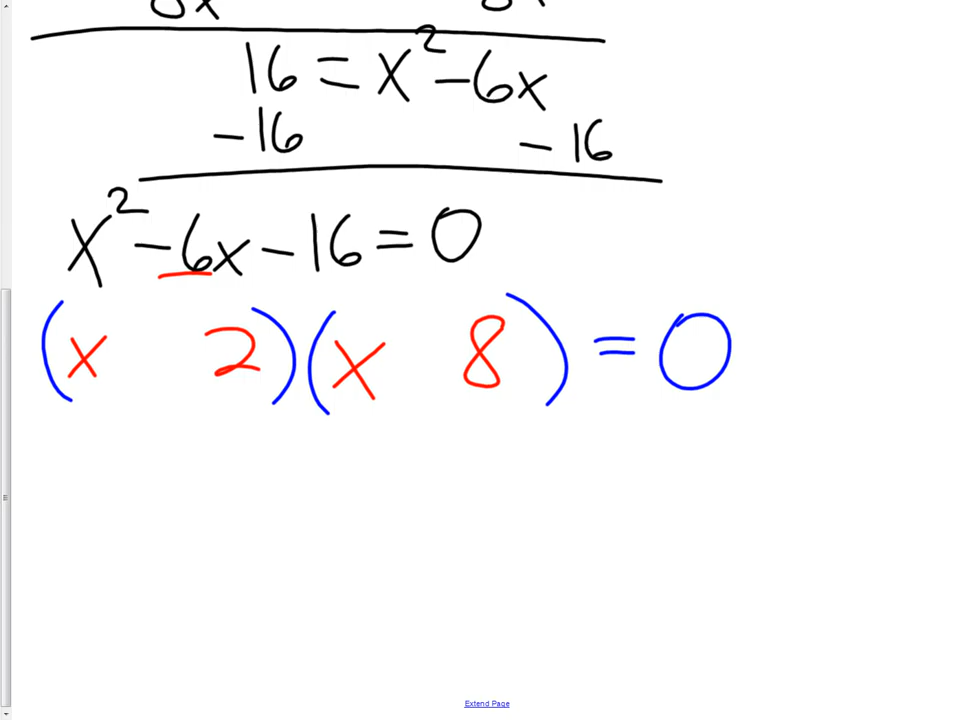 16 = x² - 6x
- 16 - 16
x² - 6x - 16 = 0
(x 2)(x 8) = 0
Extend Page